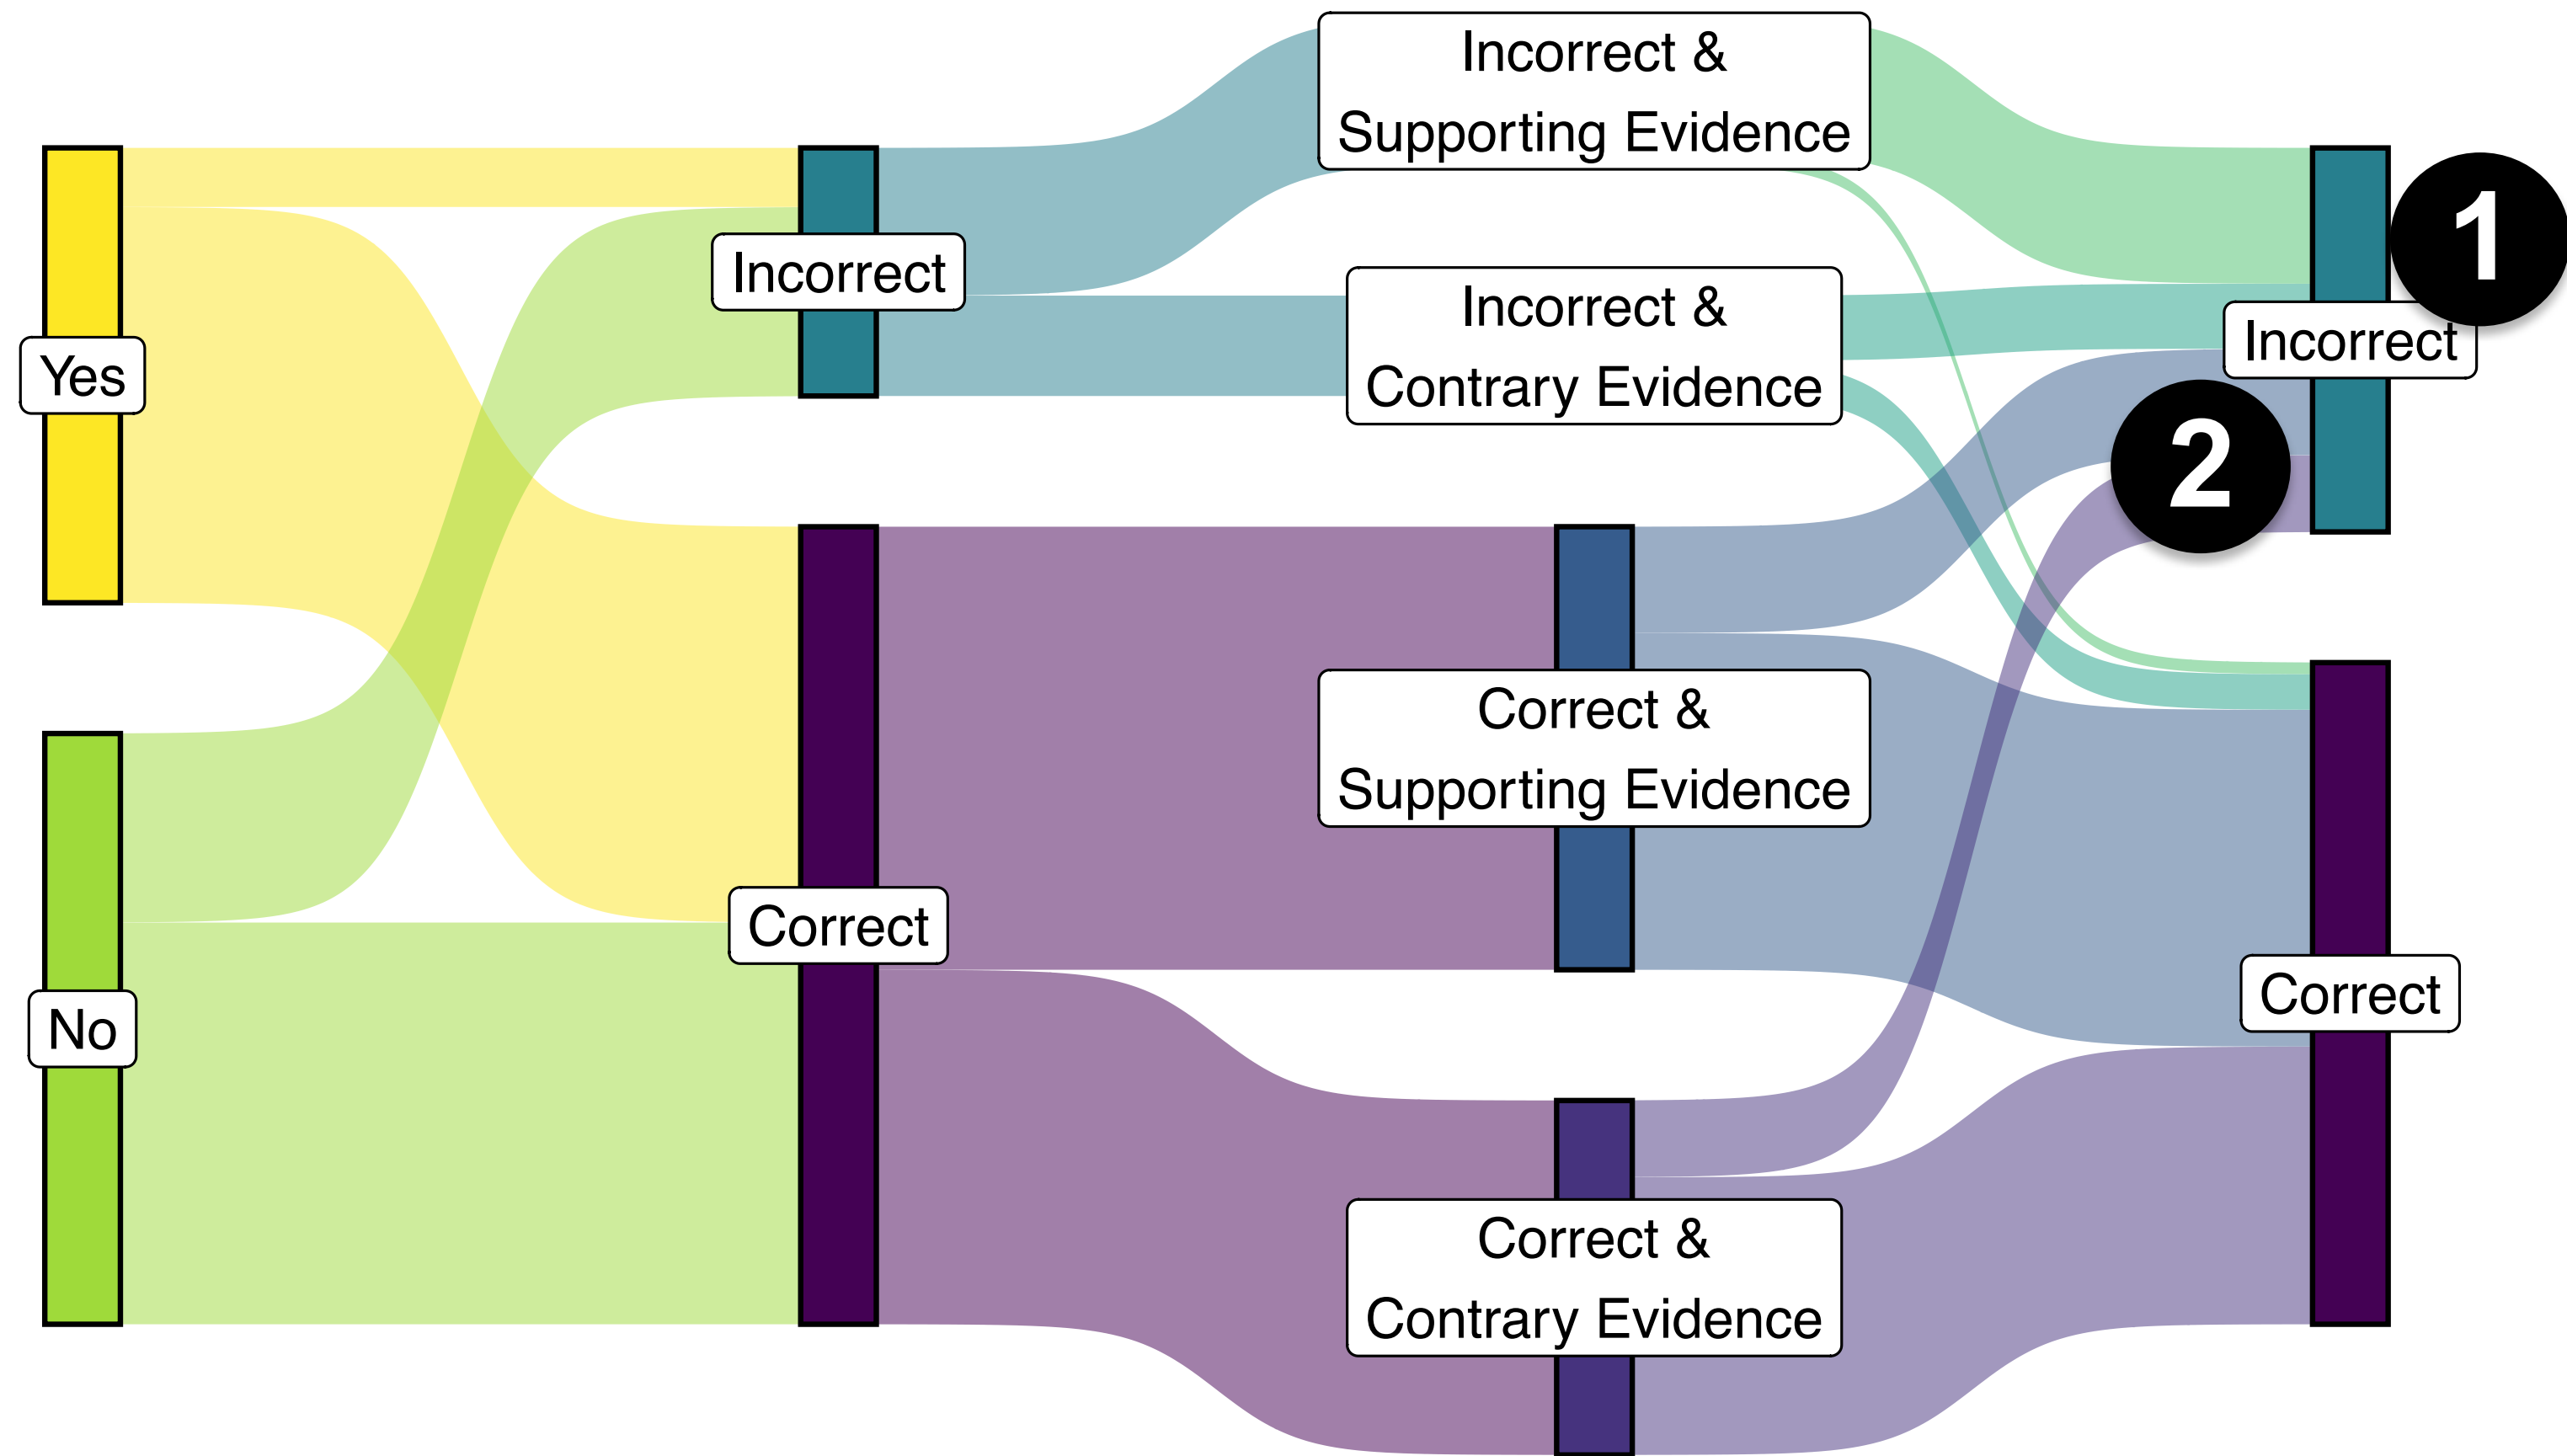 Incorrect &
Supporting Evidence
1
Incorrect
Incorrect &
Contrary Evidence
Incorrect
Yes
2
Correct &
Supporting Evidence
Correct
Correct
No
Correct &
Contrary Evidence